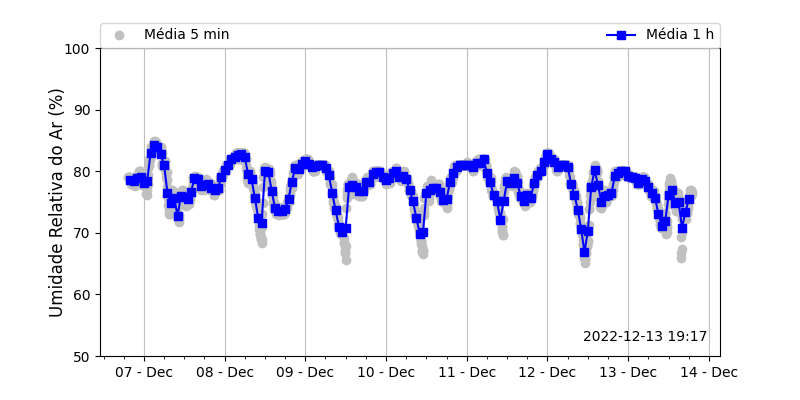 Média 5 min
Média 1 h
Umidade Relativa do Ar (%)
100
90
80
70
60
50
2022-12-13 19:17
07 - Dec
08 - Dec
09 - Dec
10 - Dec
11 - Dec
12 - Dec
13 - Dec
14 - Dec